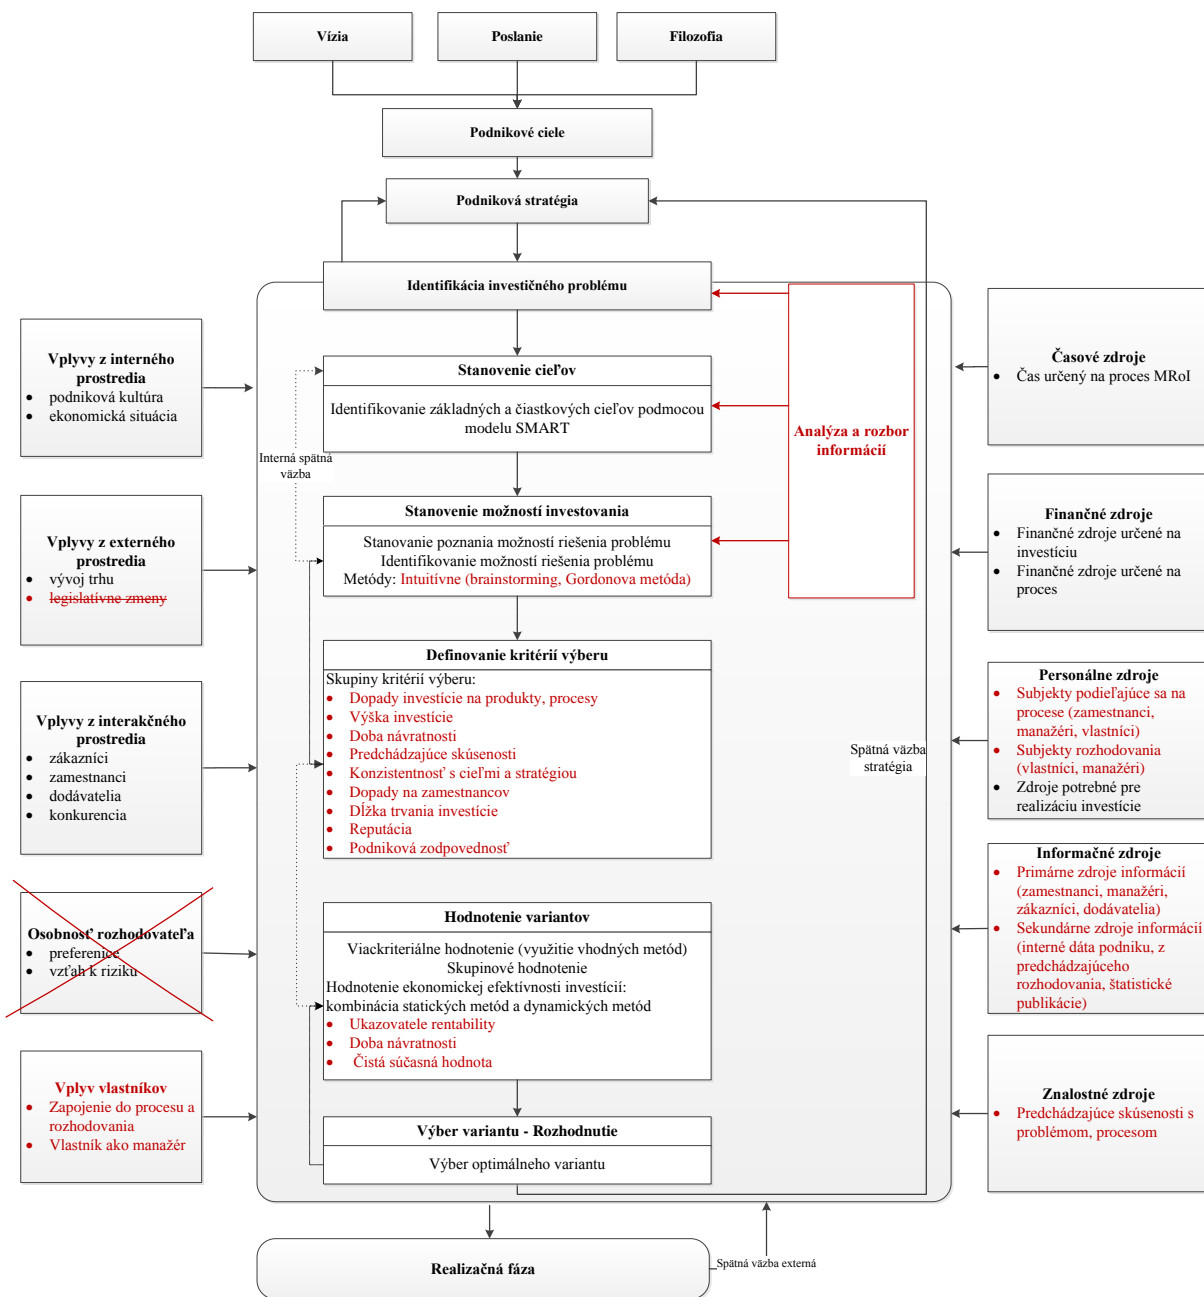 Vízia
Poslanie
Filozofia
Podnikové ciele
Podniková stratégia
Identifikácia investičného problému
Stanovenie cieľov
Identifikovanie základných a čiastkových cieľov podmocou
modelu SMART
Interná spätná
väzba
Stanovenie možností investovania
Stanovanie poznania možností riešenia problému
Identifikovanie možností riešenia problému
Metódy: Intuitívne (brainstorming, Gordonova metóda)
Definovanie kritérií výberu
Skupiny kritérií výberu:
Dopady investície na produkty, procesy
Výška investície
Doba návratnosti
Predchádzajúce skúsenosti
Konzistentnosť s cieľmi a stratégiou
Dopady na zamestnancov
Dĺžka trvania investície
Reputácia
Podniková zodpovednosť
Hodnotenie variantov
Viackriteriálne hodnotenie (využitie vhodných metód)
Skupinové hodnotenie
Hodnotenie ekonomickej efektívnosti investícií:
kombinácia statických metód a dynamických metód
Ukazovatele rentability
Doba návratnosti
Čistá súčasná hodnota
Výber variantu - Rozhodnutie
Výber optimálneho variantu
Realizačná fáza
Spätná väzba externá
Spätná väzba
stratégia
Analýza a rozbor
informácií
Vplyvy z interného
prostredia
podniková kultúra
ekonomická situácia
Vplyvy z externého
prostredia
vývoj trhu
legislatívne zmeny
Vplyvy z interakčného
prostredia
zákazníci
zamestnanci
dodávatelia
konkurencia
Osobnosť rozhodovateľa
preferenice
vzťah k riziku
Vplyv vlastníkov
Zapojenie do procesu a
rozhodovania
Vlastník ako manažér
Časové zdroje
Čas určený na proces MRoI
Finančné zdroje
Finančné zdroje určené na
investíciu
Finančné zdroje určené na
proces
Personálne zdroje
Subjekty podieľajúce sa na
procese (zamestnanci,
manažéri, vlastníci)
Subjekty rozhodovania
(vlastníci, manažéri)
Zdroje potrebné pre
realizáciu investície
Informačné zdroje
Primárne zdroje informácií
(zamestnanci, manažéri,
zákazníci, dodávatelia)
Sekundárne zdroje informácií
(interné dáta podniku, z
predchádzajúceho
rozhodovania, štatistické
publikácie)
Znalostné zdroje
Predchádzajúce skúsenosti s
problémom, procesom